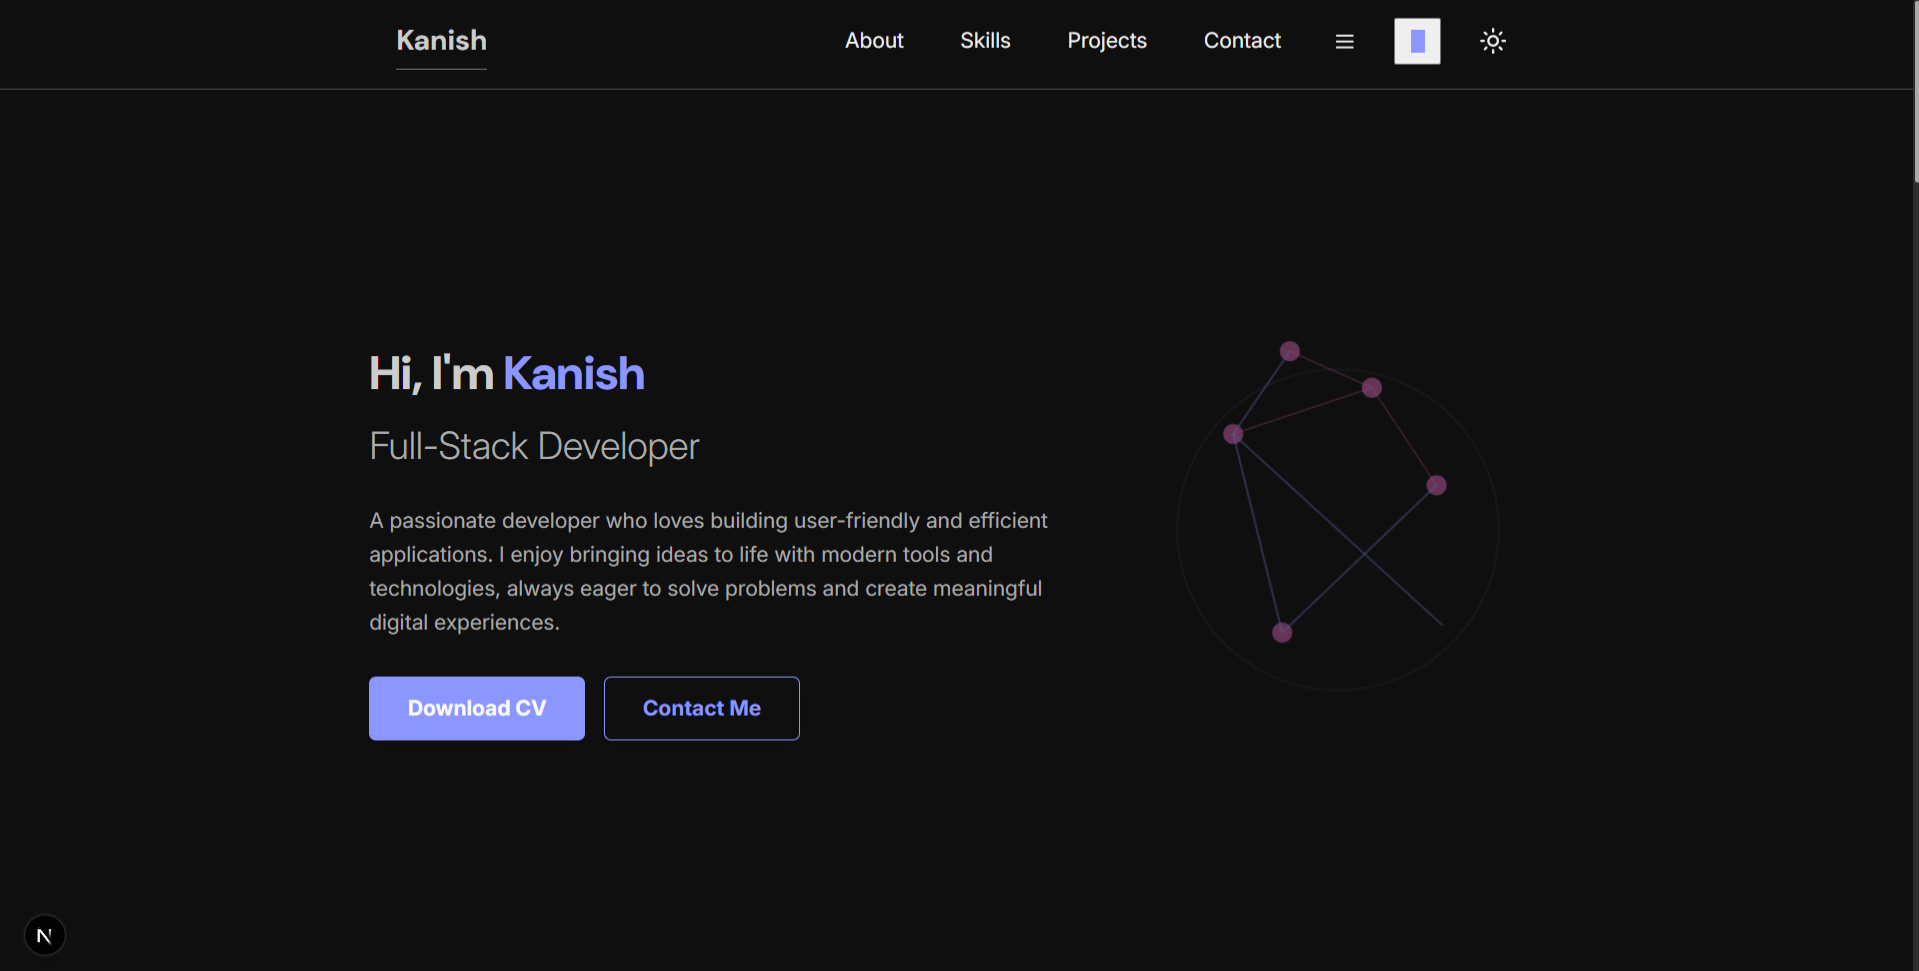 Kanish
About
Skills
Projects
Contact
Hi, I'm Kanish
Full-Stack Developer
A passionate developer who loves building user-friendly and efficient
applications. I enjoy bringing ideas to life with modern tools and
technologies, always eager to solve problems and create meaningful
digital experiences.
Download CV
Contact Me
N